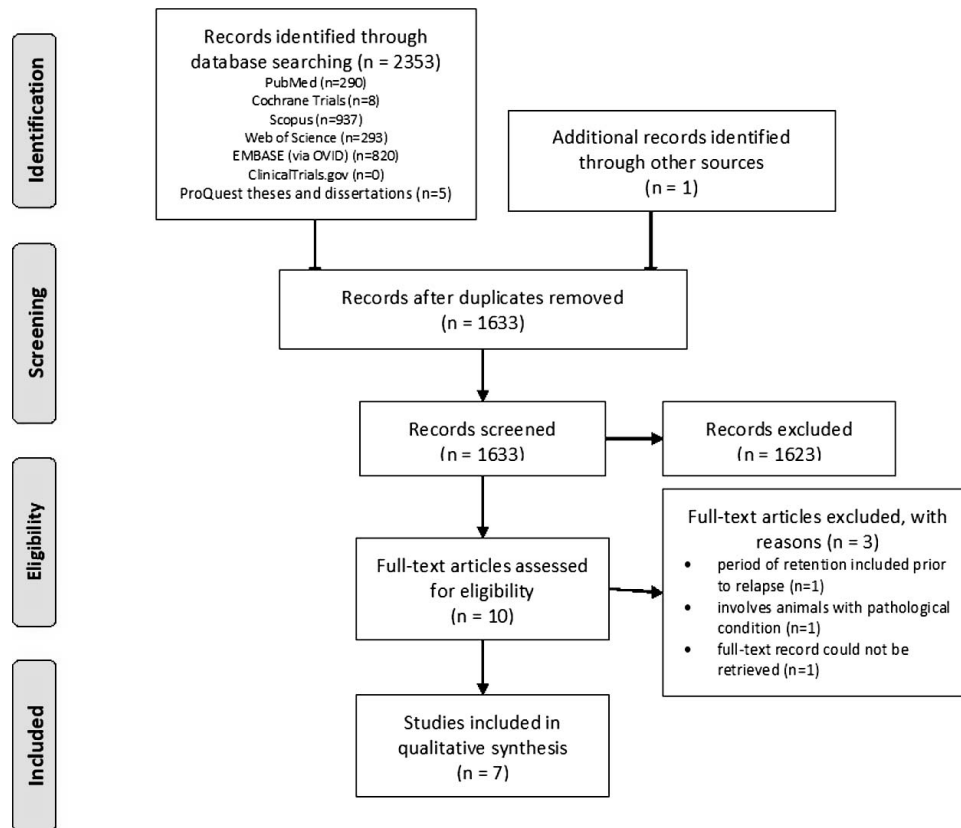 Identification
Records identified through
database searching (n = 2353)
PubMed (n=290)
Cochrane Trials (n=8)
Scopus (n=937)
Web of Science (n=293)
EMBASE (via OVID) (n=820)
ClinicalTrials.gov (n=0)
ProQuest theses and dissertations (n=5)
Additional records identified
through other sources
(n = 1)
Screening
Records after duplicates removed
(n = 1633)
Records screened
(n = 1633)
Records excluded
(n = 1623)
Eligibility
Full-text articles assessed
for eligibility
(n = 10)
Full-text articles excluded, with
reasons (n = 3)
• period of retention included prior
to relapse (n=1)
• involves animals with pathological
condition (n=1)
• full-text record could not be
retrieved (n=1)
Included
Studies included in
qualitative synthesis
(n = 7)